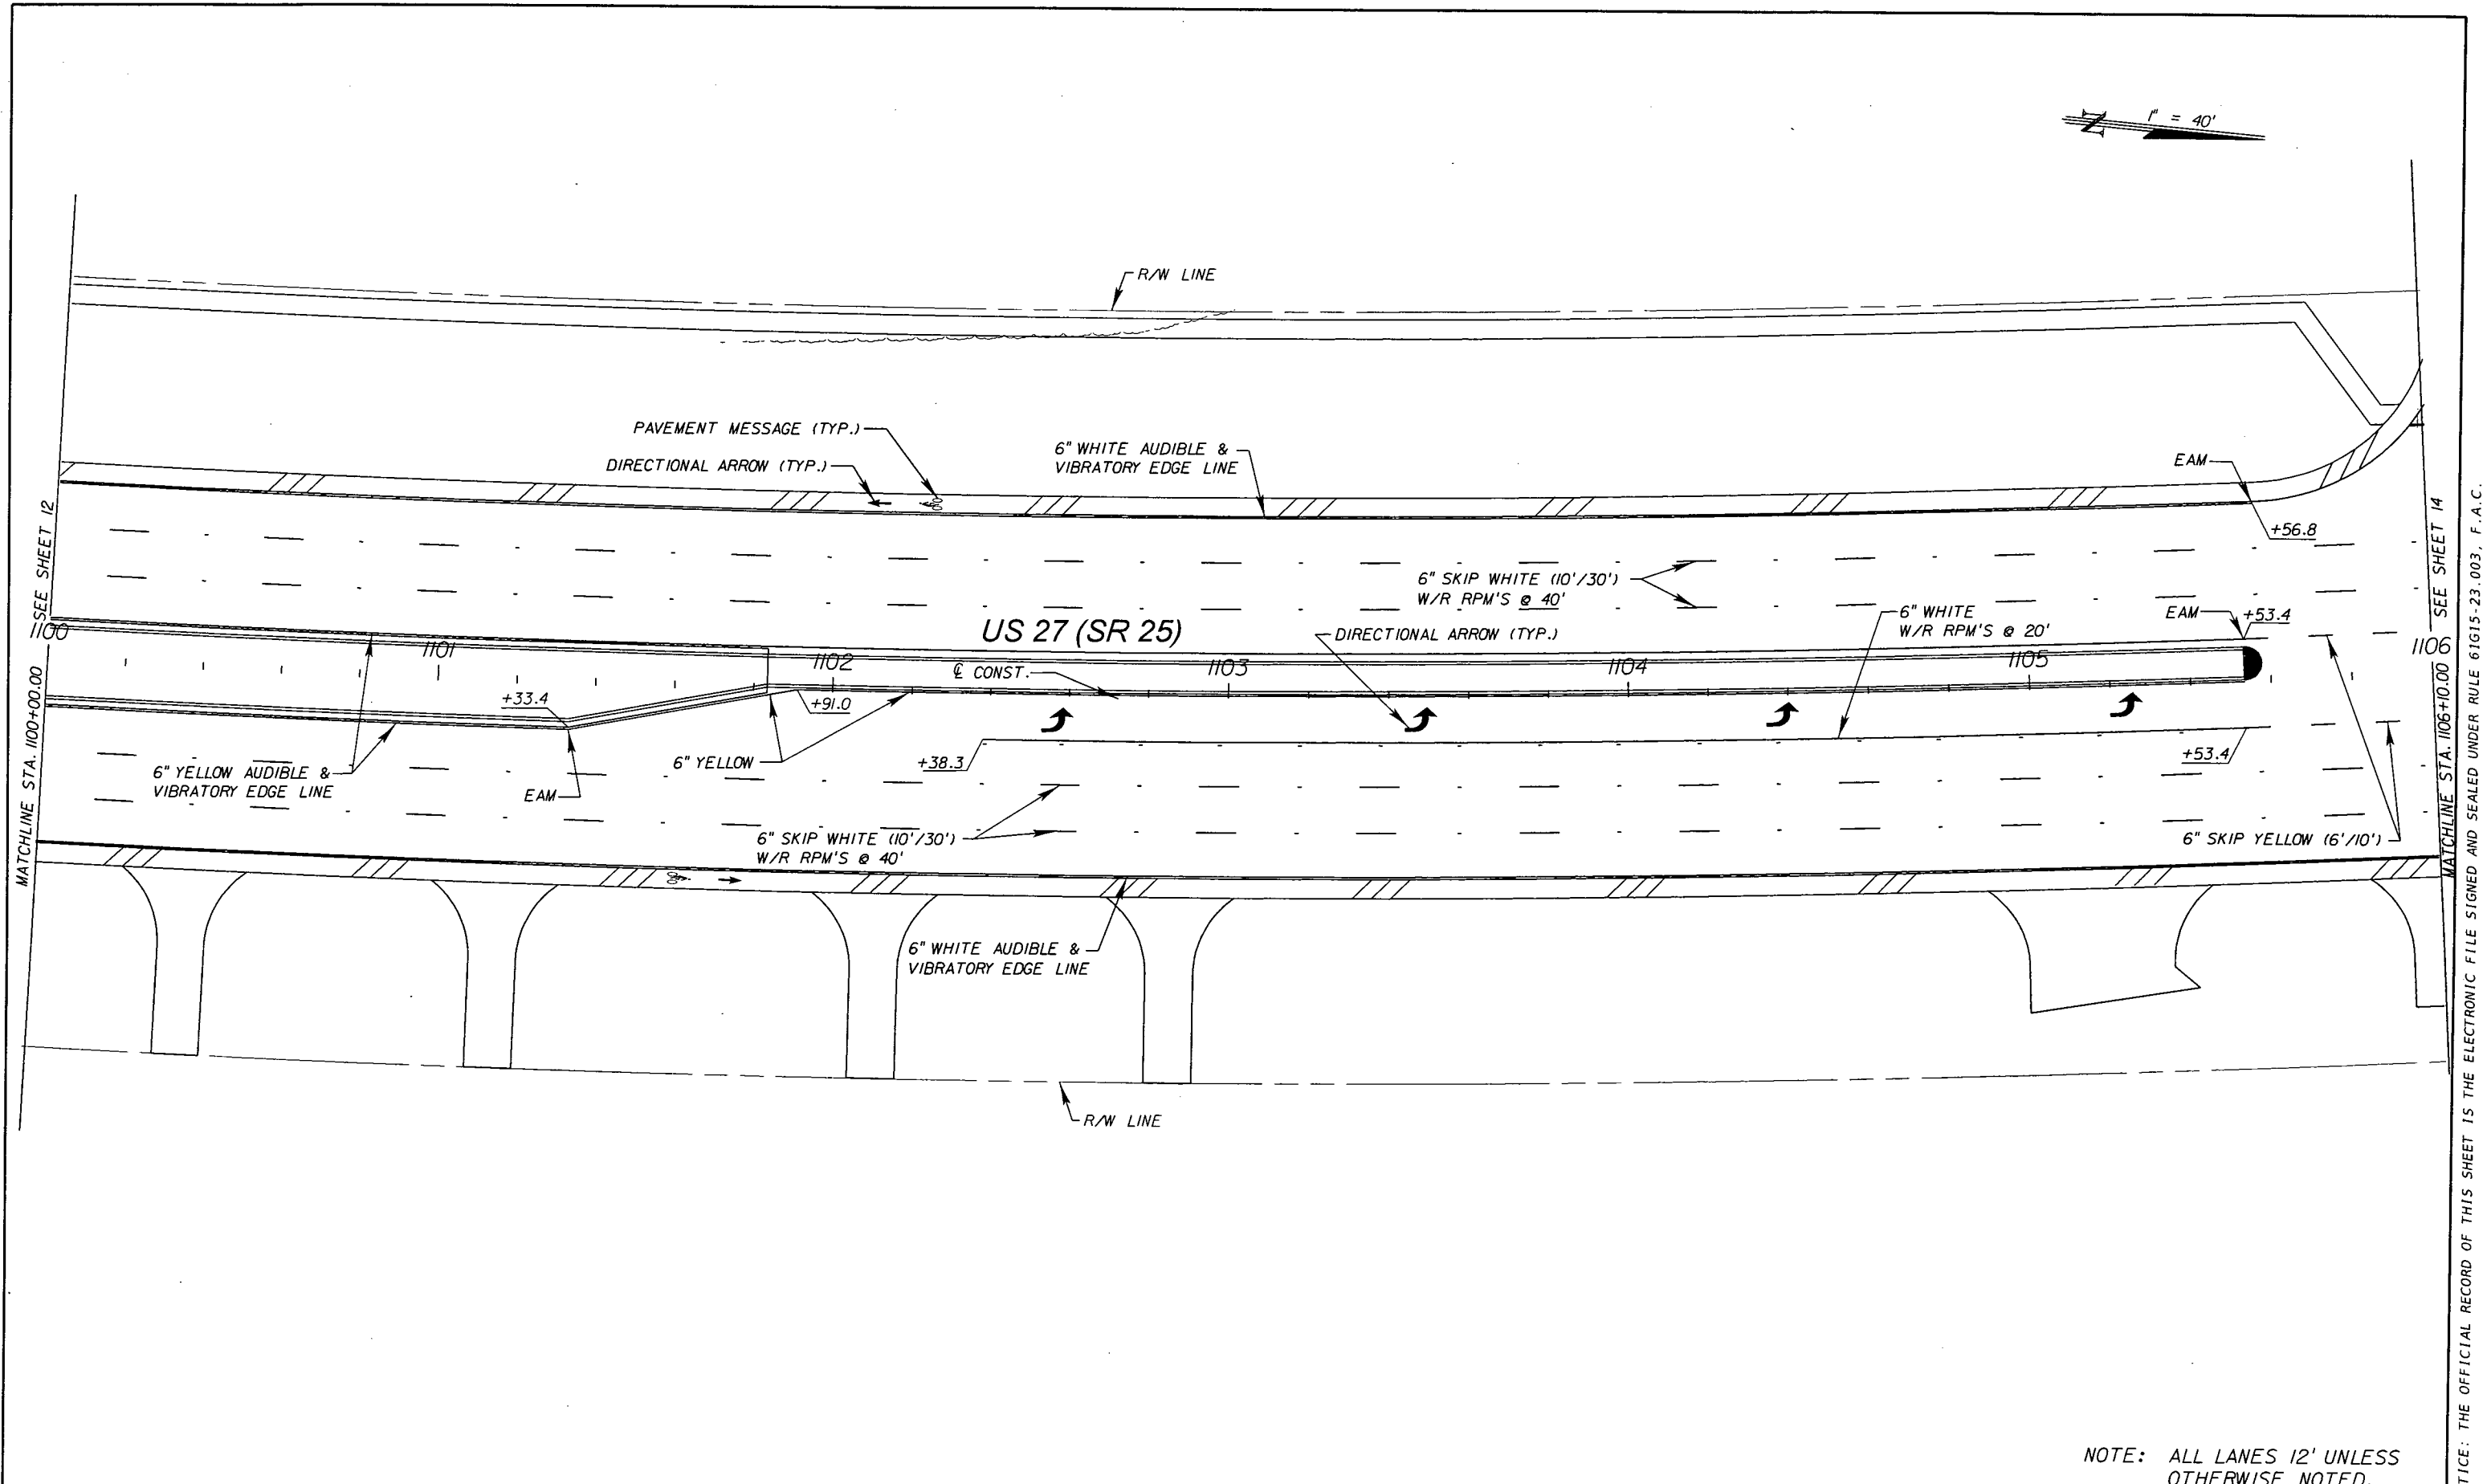 1" = 40'
N
R/W LINE
PAVEMENT MESSAGE (TYP.)
DIRECTIONAL ARROW (TYP.)
6" WHITE AUDIBLE &
VIBRATORY EDGE LINE
EAM
+56.8
6" SKIP WHITE (10'/30')
W/R RPM'S @ 40'
6" WHITE
W/R RPM'S @ 20'
EAM
+53.4
US 27 (SR 25)
DIRECTIONAL ARROW (TYP.)
℄ CONST.
1100
1101
1102
1103
1104
1105
1106
+33.4
+91.0
6" YELLOW AUDIBLE &
VIBRATORY EDGE LINE
EAM
6" YELLOW
+38.3
+53.4
6" SKIP WHITE (10'/30')
W/R RPM'S @ 40'
6" SKIP YELLOW (6'/10')
6" WHITE AUDIBLE &
VIBRATORY EDGE LINE
R/W LINE
MATCHLINE STA. 1100+00.00
SEE SHEET 12
MATCHLINE STA. 1106+10.00
SEE SHEET 14
NOTE: ALL LANES 12' UNLESS
OTHERWISE NOTED.
TICE: THE OFFICIAL RECORD OF THIS SHEET IS THE ELECTRONIC FILE SIGNED AND SEALED UNDER RULE 61G15-23.003, F.A.C.